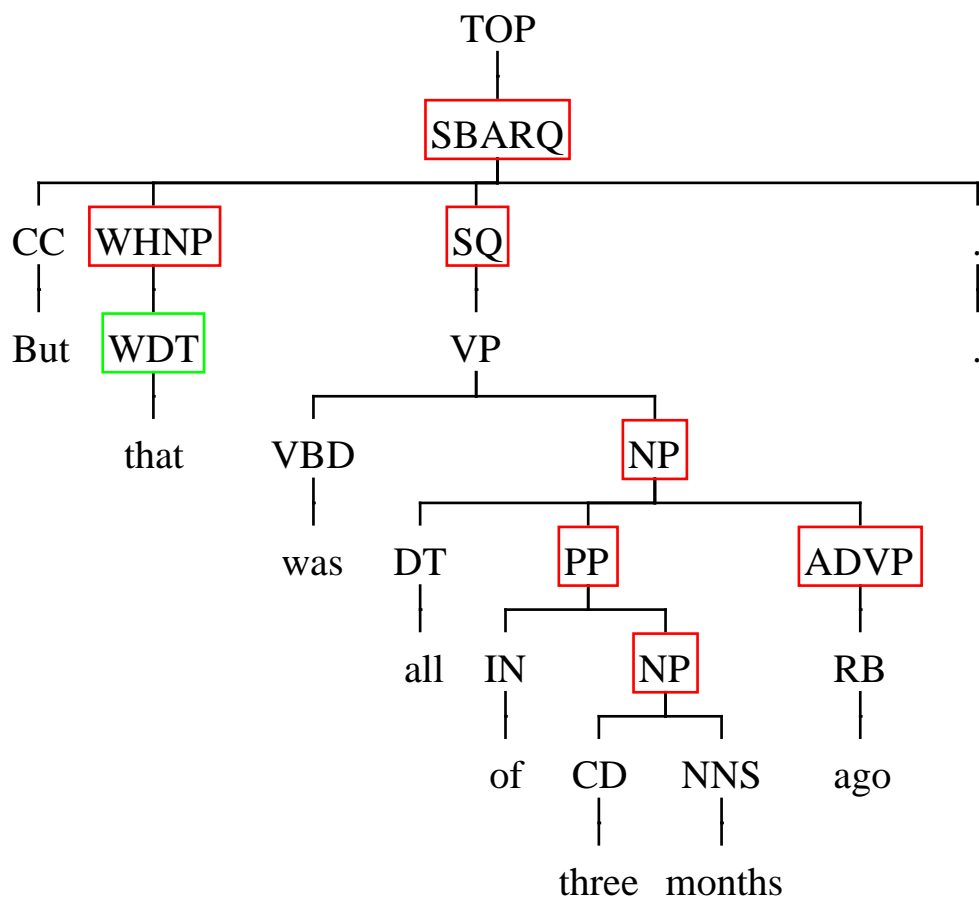 TOP
SBARQ
CC WHNP SQ .
But WDT VP .
that VBD NP
was DT PP ADVP
all IN NP RB
of CD NNS ago
three months